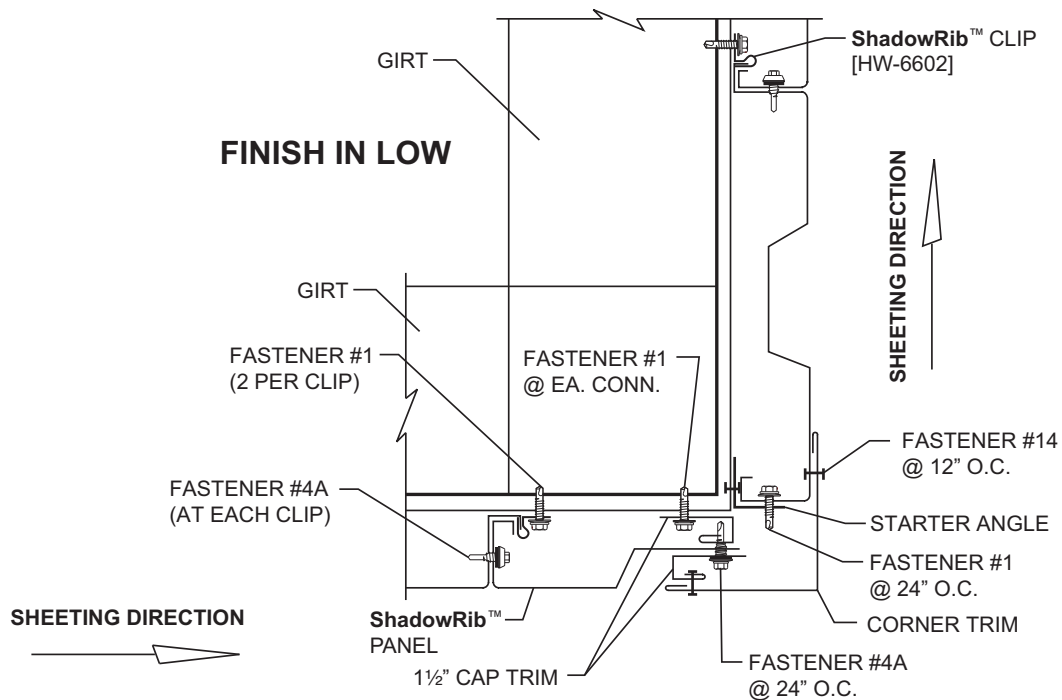 ShadowRib™ CLIP
[HW-6602]
GIRT
FINISH IN LOW
SHEETING DIRECTION
GIRT
FASTENER #1
(2 PER CLIP)
FASTENER #1
@ EA. CONN.
FASTENER #14
@ 12” O.C.
FASTENER #4A
(AT EACH CLIP)
STARTER ANGLE
FASTENER #1
@ 24” O.C.
SHEETING DIRECTION
ShadowRib™
PANEL
CORNER TRIM
1½” CAP TRIM
FASTENER #4A
@ 24” O.C.